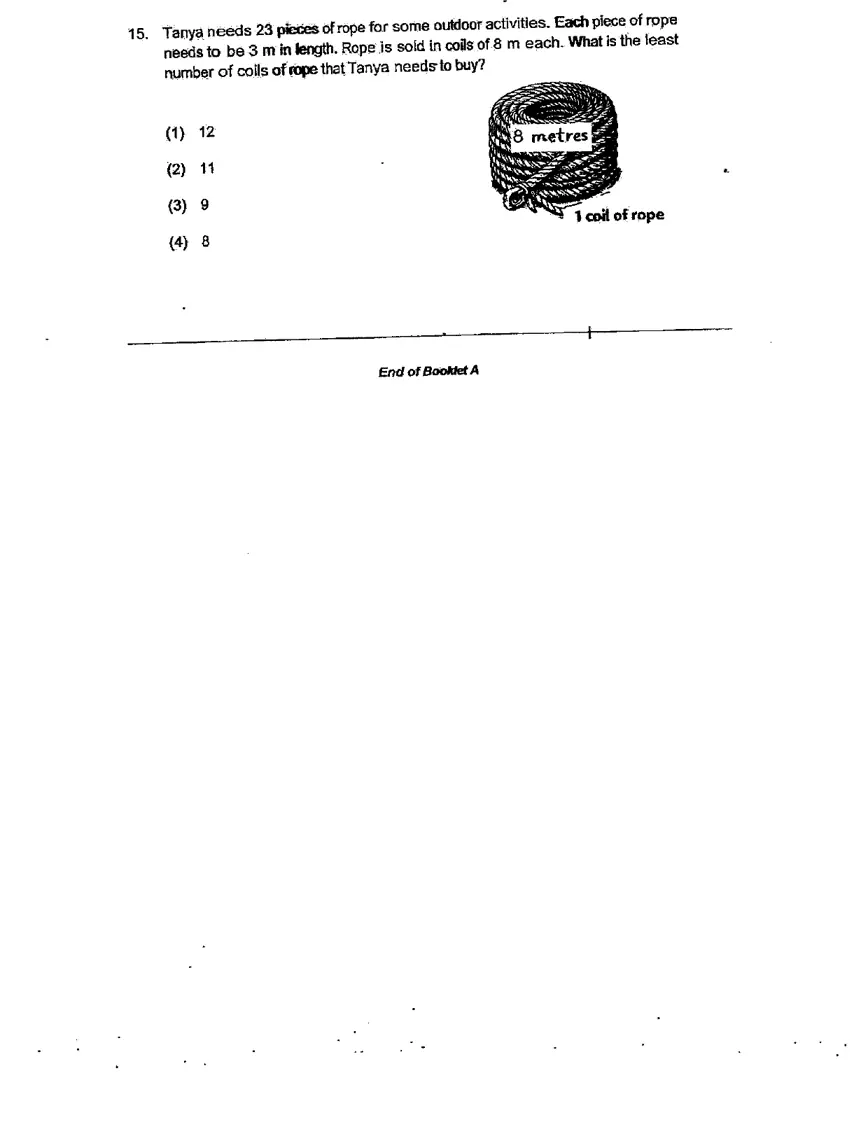 15. Tanya needs 23 pieces of rope for some outdoor activities. Each piece of rope
needs to be 3 m in length. Rope is sold in coils of 8 m each. What is the least
number of coils of rope that Tanya needs to buy?
(1) 12
(2) 11
(3) 9
(4) 8
8 metres
1 coil of rope
End of Booklet A